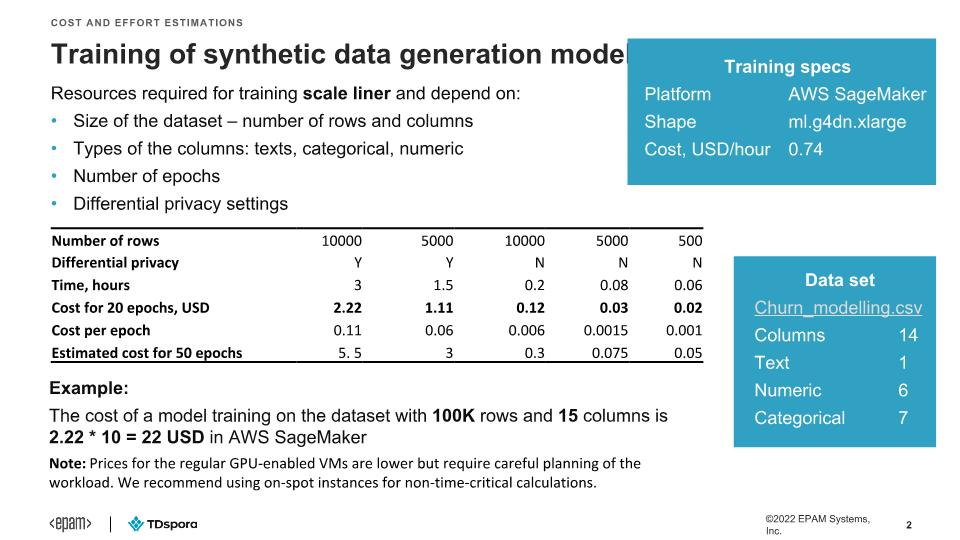 COST AND EFFORT ESTIMATIONS
Training of synthetic data generation model
Resources required for training scale liner and depend on:
• Size of the dataset – number of rows and columns
• Types of the columns: texts, categorical, numeric
• Number of epochs
• Differential privacy settings
Training specs
Platform AWS SageMaker
Shape ml.g4dn.xlarge
Cost, USD/hour 0.74
Number of rows 10000 5000 10000 5000 500
Differential privacy Y Y N N N
Time, hours 3 1.5 0.2 0.08 0.06
Cost for 20 epochs, USD 2.22 1.11 0.12 0.03 0.02
Cost per epoch 0.11 0.06 0.006 0.0015 0.001
Estimated cost for 50 epochs 5. 5 3 0.3 0.075 0.05
Data set
Churn_modelling.csv
Columns 14
Text 1
Numeric 6
Categorical 7
Example:
The cost of a model training on the dataset with 100K rows and 15 columns is
2.22 * 10 = 22 USD in AWS SageMaker
Note: Prices for the regular GPU-enabled VMs are lower but require careful planning of the
workload. We recommend using on-spot instances for non-time-critical calculations.
<epam> | TDspora
©2022 EPAM Systems,
Inc.
2